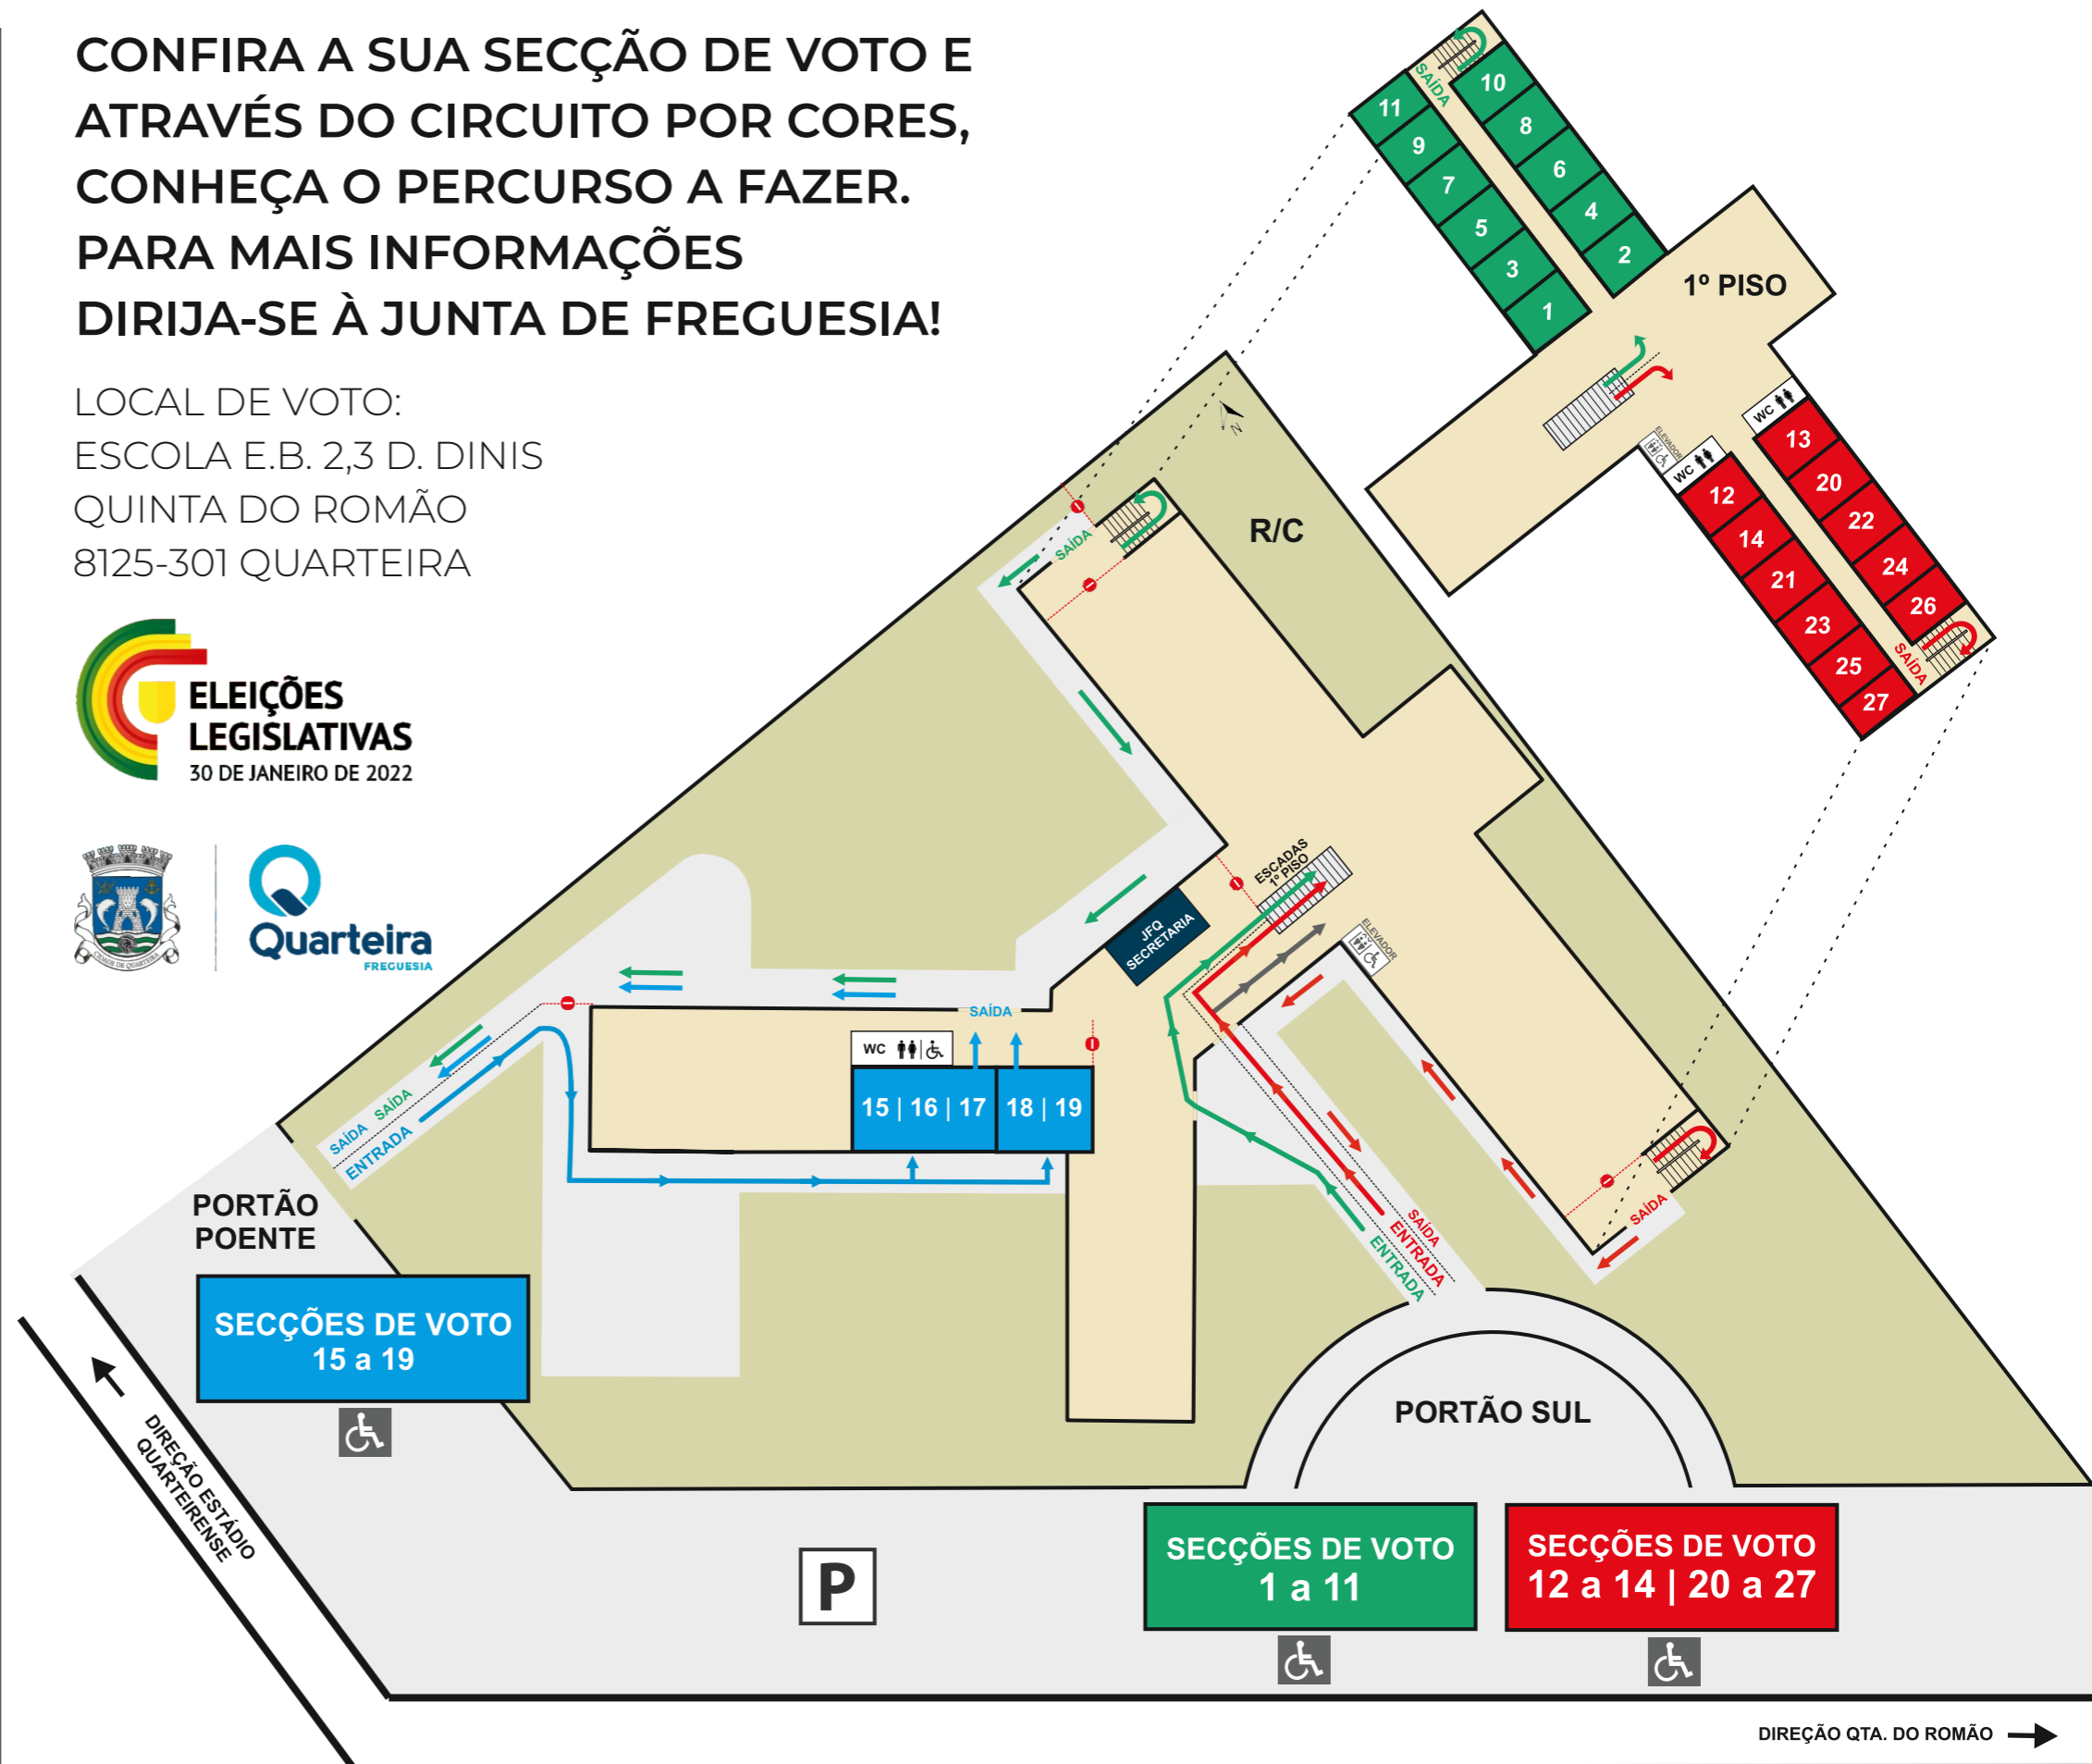 CONFIRA A SUA SECÇÃO DE VOTO E
ATRAVÉS DO CIRCUITO POR CORES,
CONHEÇA O PERCURSO A FAZER.
PARA MAIS INFORMAÇÕES
DIRIJA-SE À JUNTA DE FREGUESIA!
LOCAL DE VOTO:
ESCOLA E.B. 2,3 D. DINIS
QUINTA DO ROMÃO
8125-301 QUARTEIRA
ELEIÇÕES
LEGISLATIVAS
30 DE JANEIRO DE 2022
CIDADE DE QUARTEIRA
Quarteira
FREGUESIA
SAÍDA
11
9
7
5
3
1
10
8
6
4
2
1º PISO
ELEVADOR
WC
WC
13
20
22
24
26
12
14
21
23
25
27
SAÍDA
N
R/C
SAÍDA
ESCADAS
1º PISO
JFQ
SECRETARIA
ELEVADOR
SAÍDA
WC
15 | 16 | 17
18 | 19
SAÍDA SAÍDA
ENTRADA
SAÍDA
ENTRADA
ENTRADA
SAÍDA
PORTÃO
POENTE
SECÇÕES DE VOTO
15 a 19
DIREÇÃO ESTÁDIO
QUARTEIRENSE
PORTÃO SUL
P
SECÇÕES DE VOTO
1 a 11
SECÇÕES DE VOTO
12 a 14 | 20 a 27
DIREÇÃO QTA. DO ROMÃO